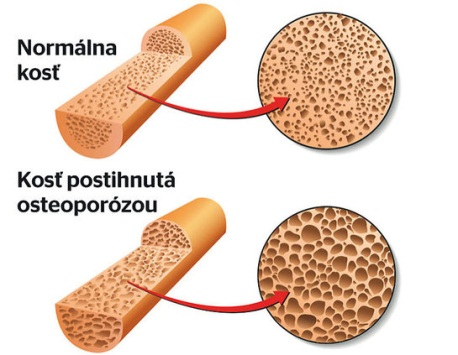 Normálna
kosť
Kosť postihnutá
osteoporózou